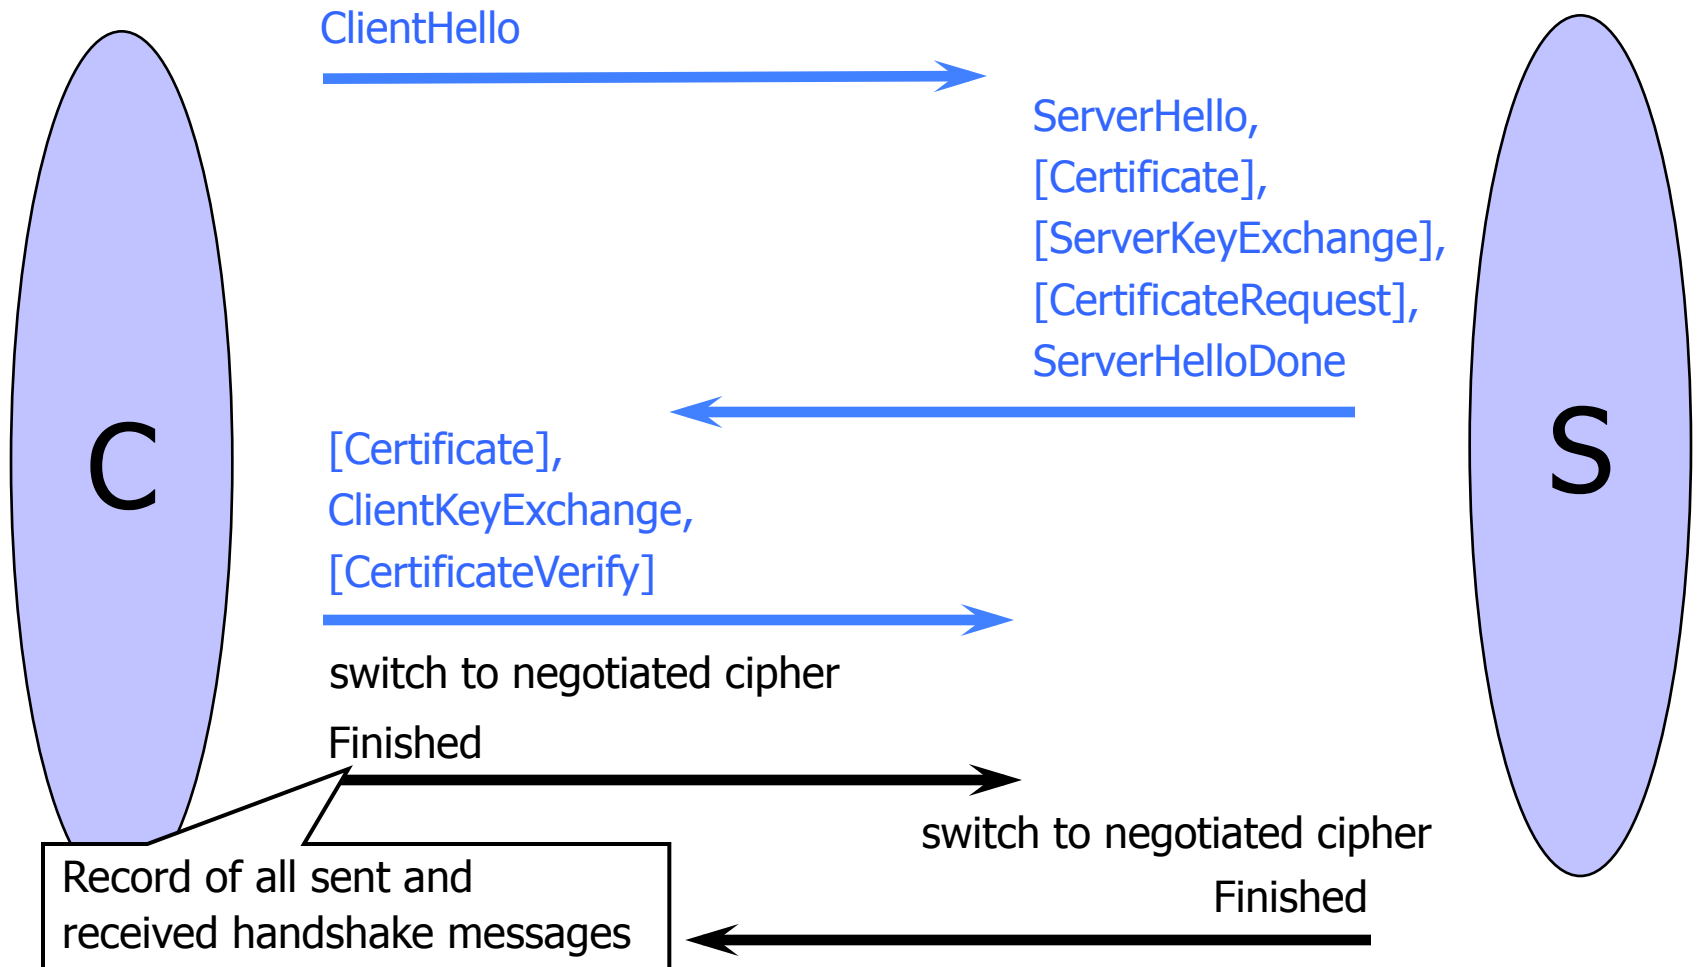 ClientHello
ServerHello,
[Certificate],
[ServerKeyExchange],
[CertificateRequest],
ServerHelloDone
C
S
[Certificate],
ClientKeyExchange,
[CertificateVerify]
switch to negotiated cipher
Finished
switch to negotiated cipher
Finished
Record of all sent and
received handshake messages